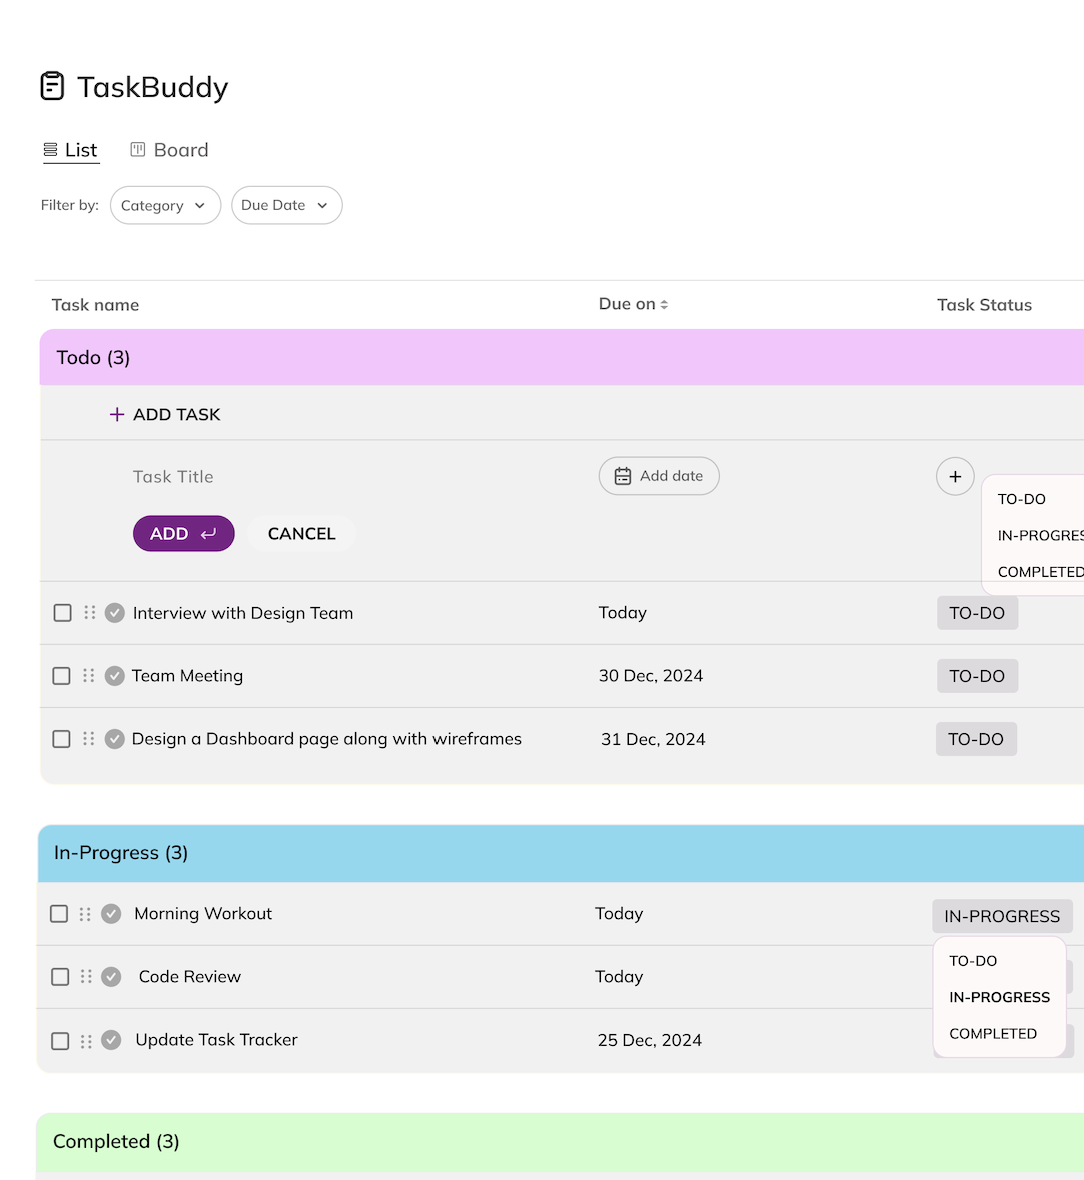 TaskBuddy
List
Board
Filter by:
Category
Due Date
Task name
Due on
Task Status
Todo (3)
+ ADD TASK
Task Title
Add date
+
TO-DO
IN-PROGRES
COMPLETED
ADD
CANCEL
Interview with Design Team
Today
TO-DO
Team Meeting
30 Dec, 2024
TO-DO
Design a Dashboard page along with wireframes
31 Dec, 2024
TO-DO
In-Progress (3)
Morning Workout
Today
IN-PROGRESS
TO-DO
IN-PROGRESS
COMPLETED
Code Review
Today
Update Task Tracker
25 Dec, 2024
Completed (3)